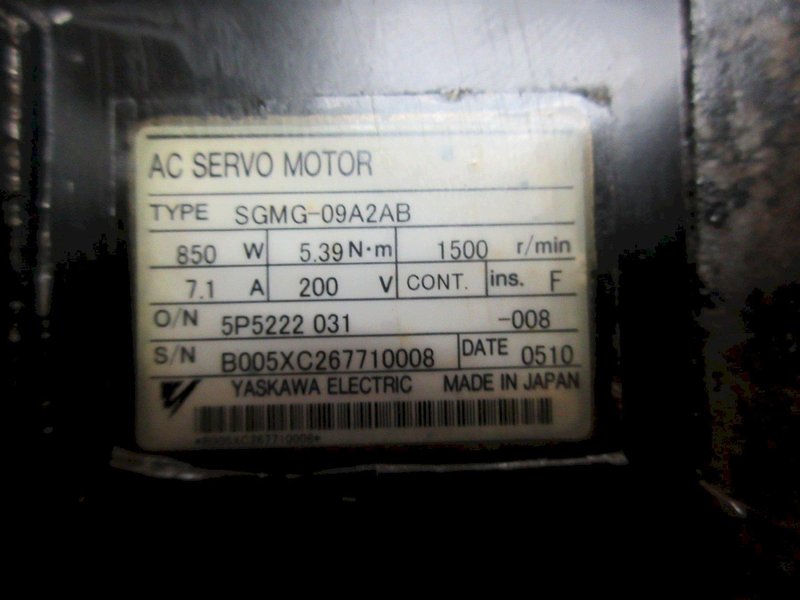 AC SERVO MOTOR
TYPE SGMG-09A2AB
850 W 5.39 N·m 1500 r/min
7.1 A 200 V CONT. ins. F
O/N 5P5222 031 -008
S/N B005XC267710008 DATE 0510
YASKAWA ELECTRIC MADE IN JAPAN
*B005XC267710008*